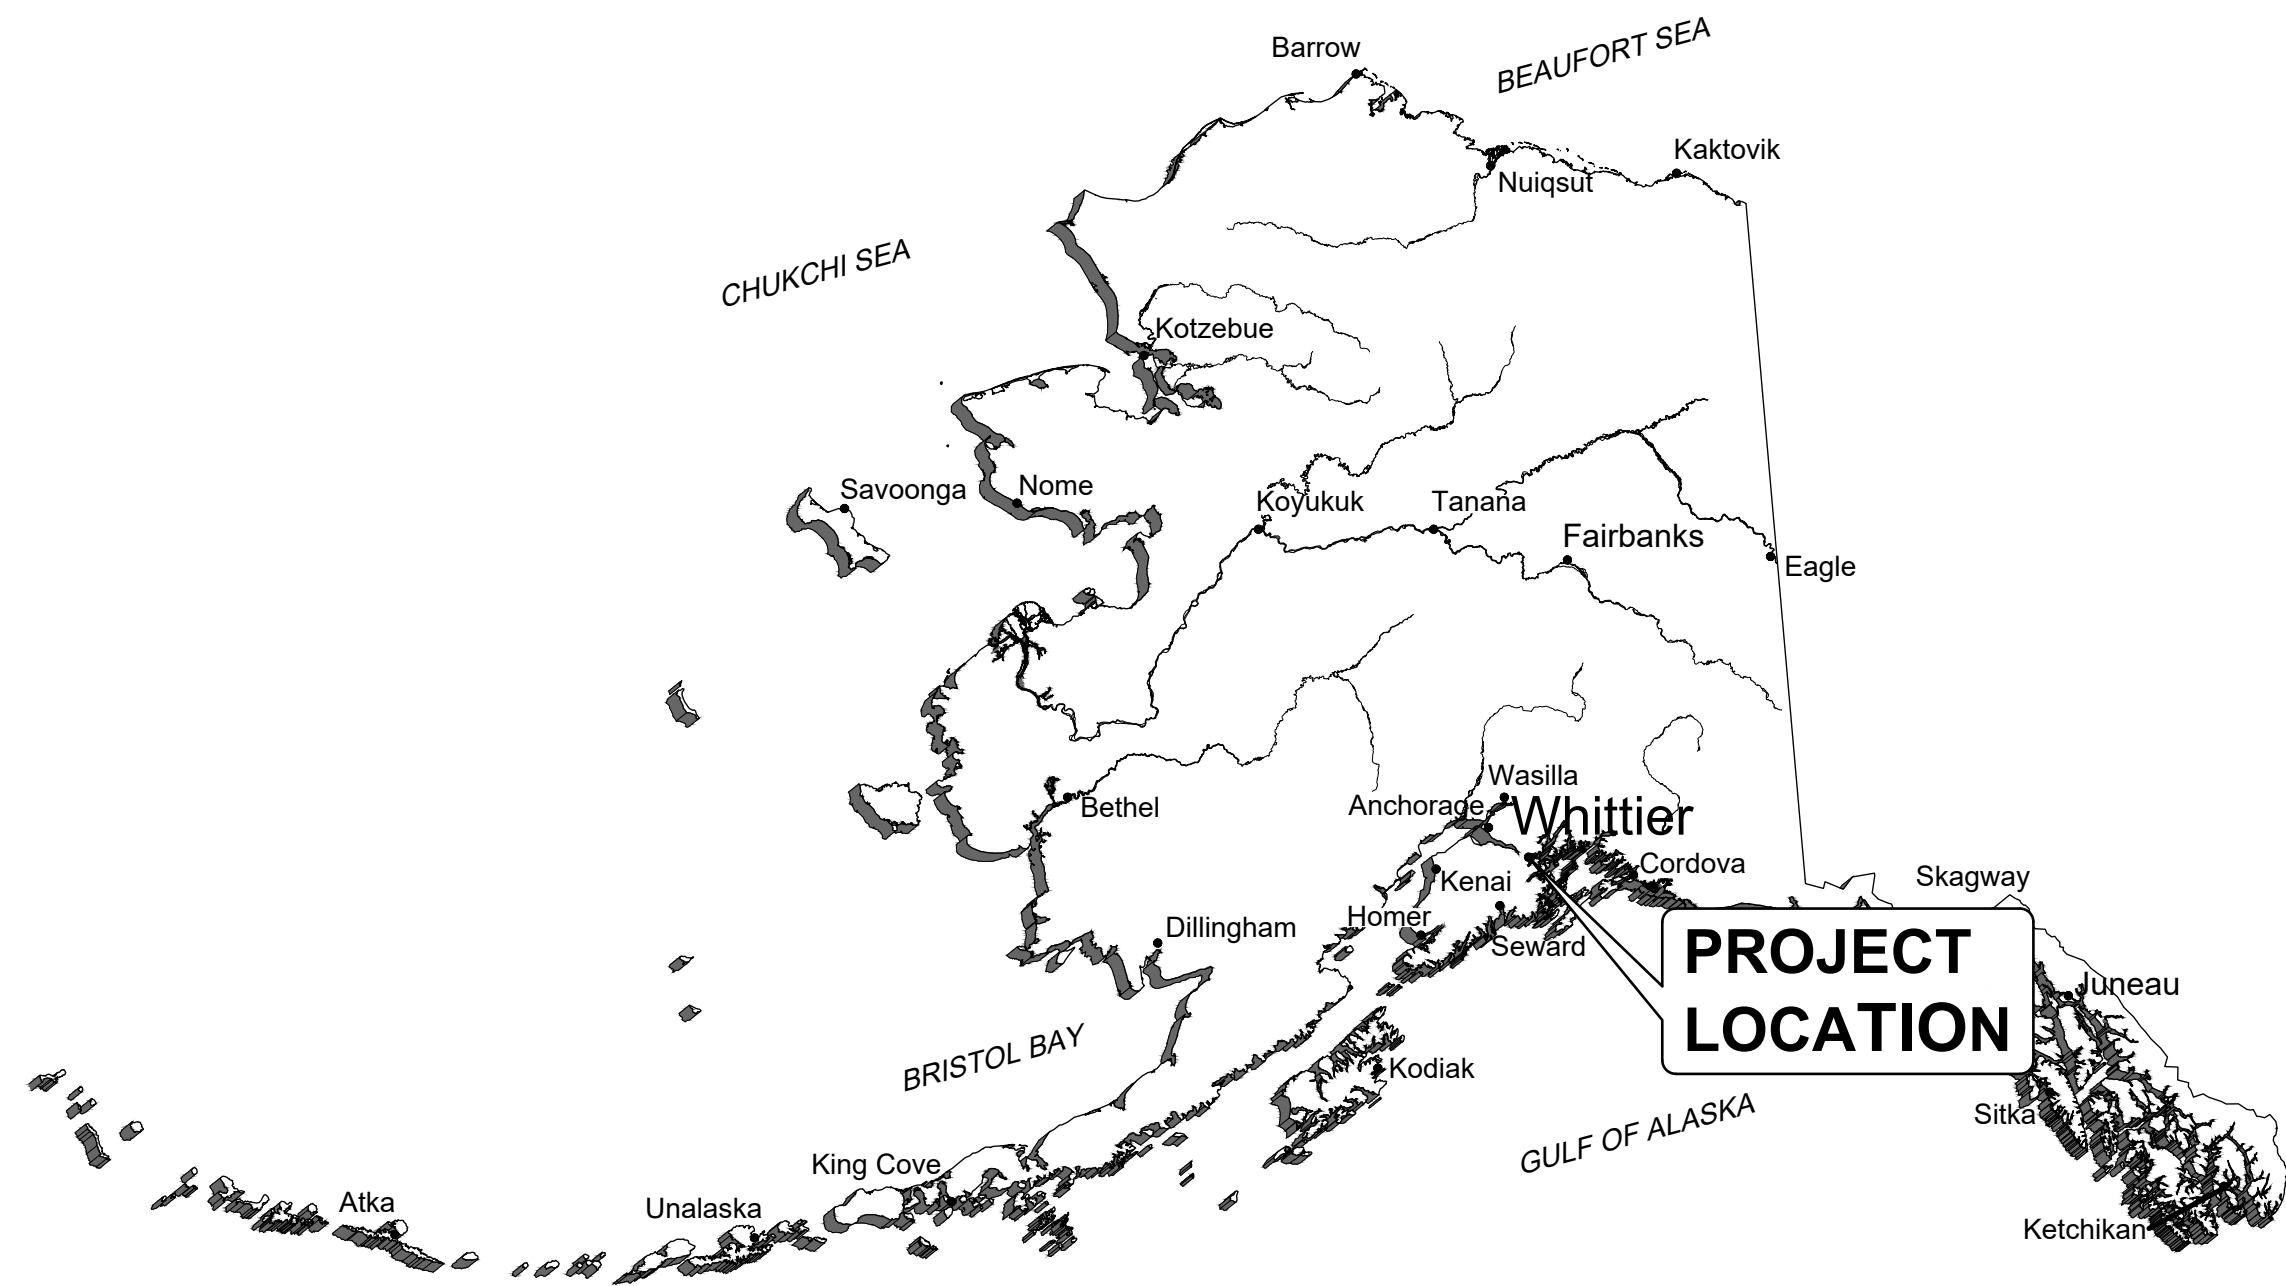 BEAUFORT SEA
Barrow
Kaktovik
Nuiqsut
CHUKCHI SEA
Kotzebue
Savoonga
Nome
Koyukuk
Tanana
Fairbanks
Eagle
Wasilla
Anchorage
Whittier
Bethel
Cordova
Kenai
Skagway
Homer
Dillingham
Seward
PROJECT
LOCATION
Juneau
BRISTOL BAY
Kodiak
GULF OF ALASKA
Sitka
King Cove
Atka
Unalaska
Ketchikan